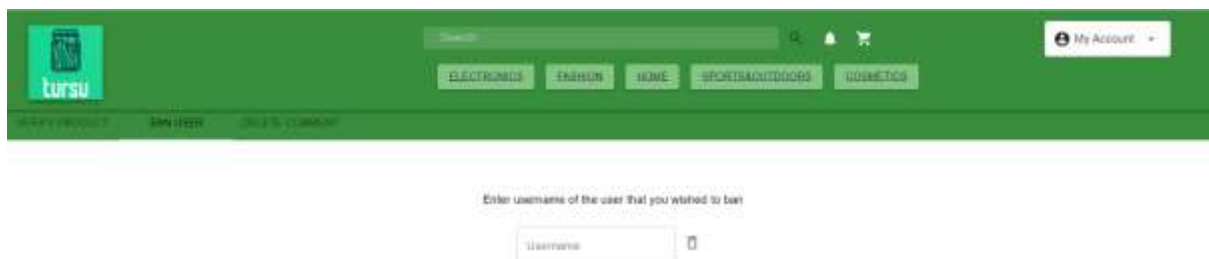 Search
My Account
ELECTRONICS FASHION HOME SPORTS&OUTDOORS COSMETICS
tursu
VERIFY PRODUCT BAN USER DELETE COMMENT
Enter username of the user that you wished to ban
Username